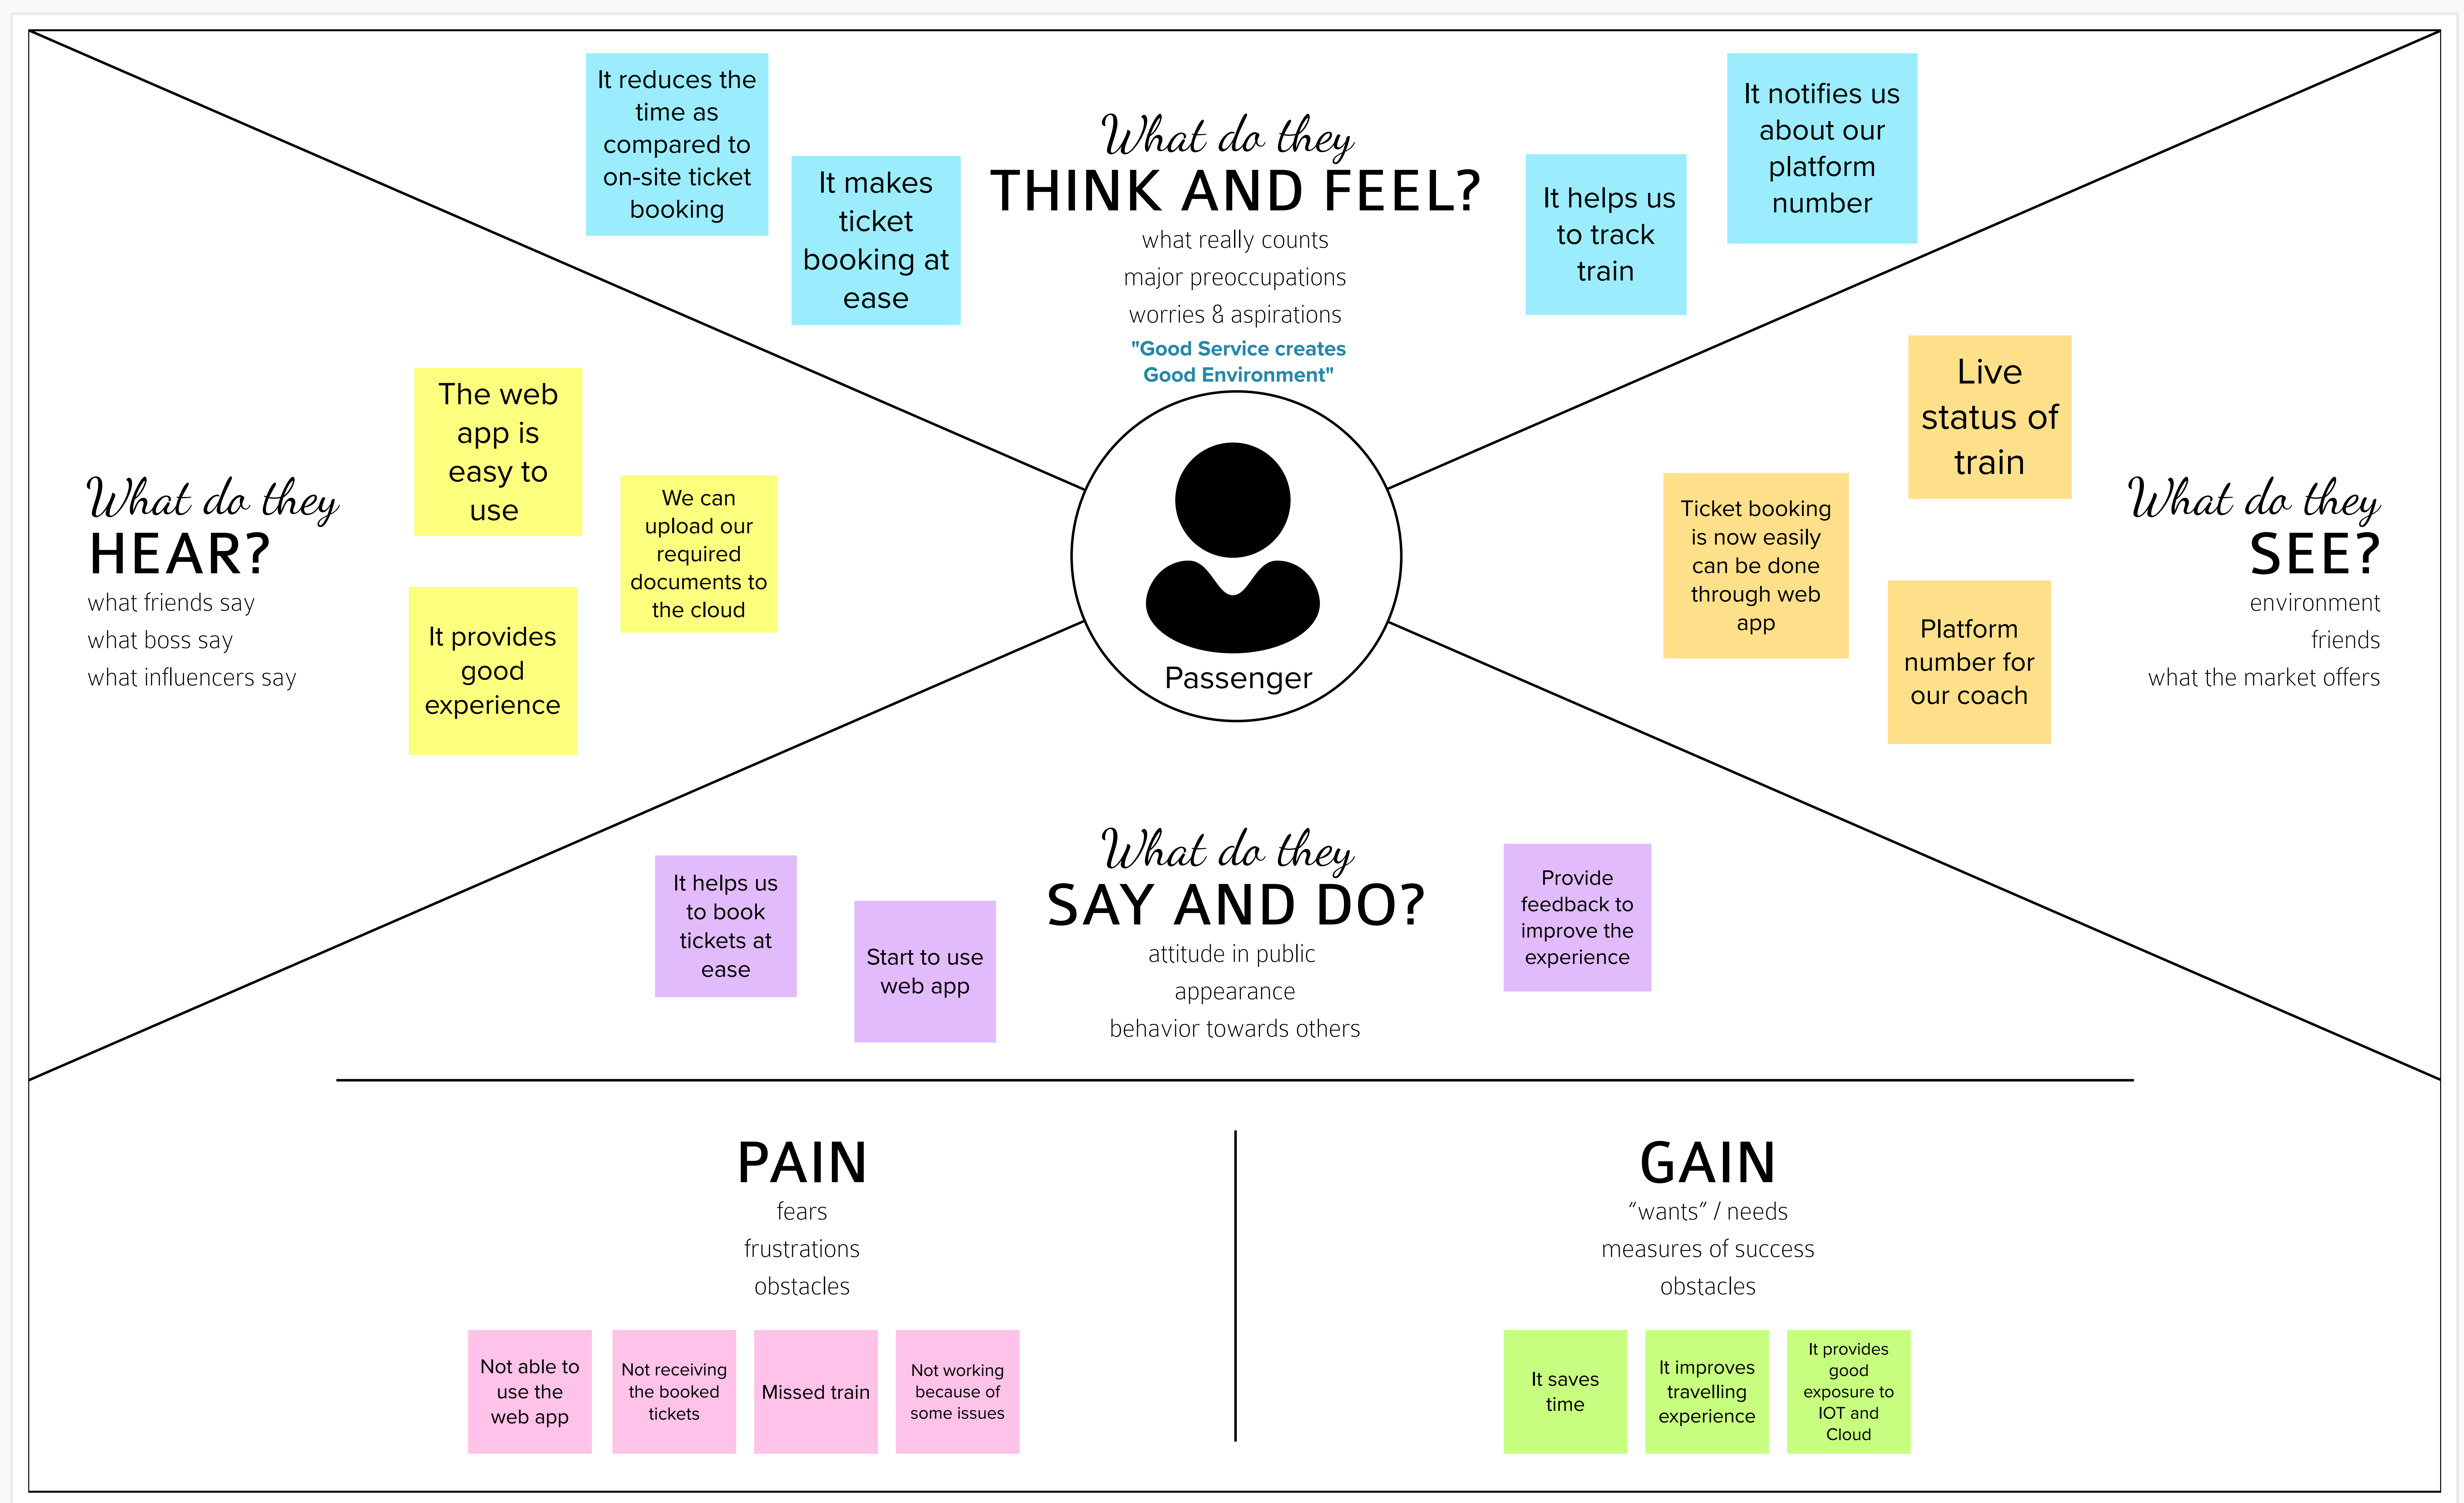 It reduces the
time as
compared to
on-site ticket
booking
It makes
ticket
booking at
ease
What do they
THINK AND FEEL?
what really counts
major preoccupations
worries & aspirations
"Good Service creates
Good Environment"
It helps us
to track
train
It notifies us
about our
platform
number
What do they
HEAR?
what friends say
what boss say
what influencers say
The web
app is
easy to
use
We can
upload our
required
documents to
the cloud
It provides
good
experience
Passenger
Live
status of
train
Ticket booking
is now easily
can be done
through web
app
Platform
number for
our coach
What do they
SEE?
environment
friends
what the market offers
It helps us
to book
tickets at
ease
Start to use
web app
What do they
SAY AND DO?
attitude in public
appearance
behavior towards others
Provide
feedback to
improve the
experience
PAIN
fears
frustrations
obstacles
Not able to
use the
web app
Not receiving
the booked
tickets
Missed train
Not working
because of
some issues
GAIN
“wants” / needs
measures of success
obstacles
It saves
time
It improves
travelling
experience
It provides
good
exposure to
IOT and
Cloud